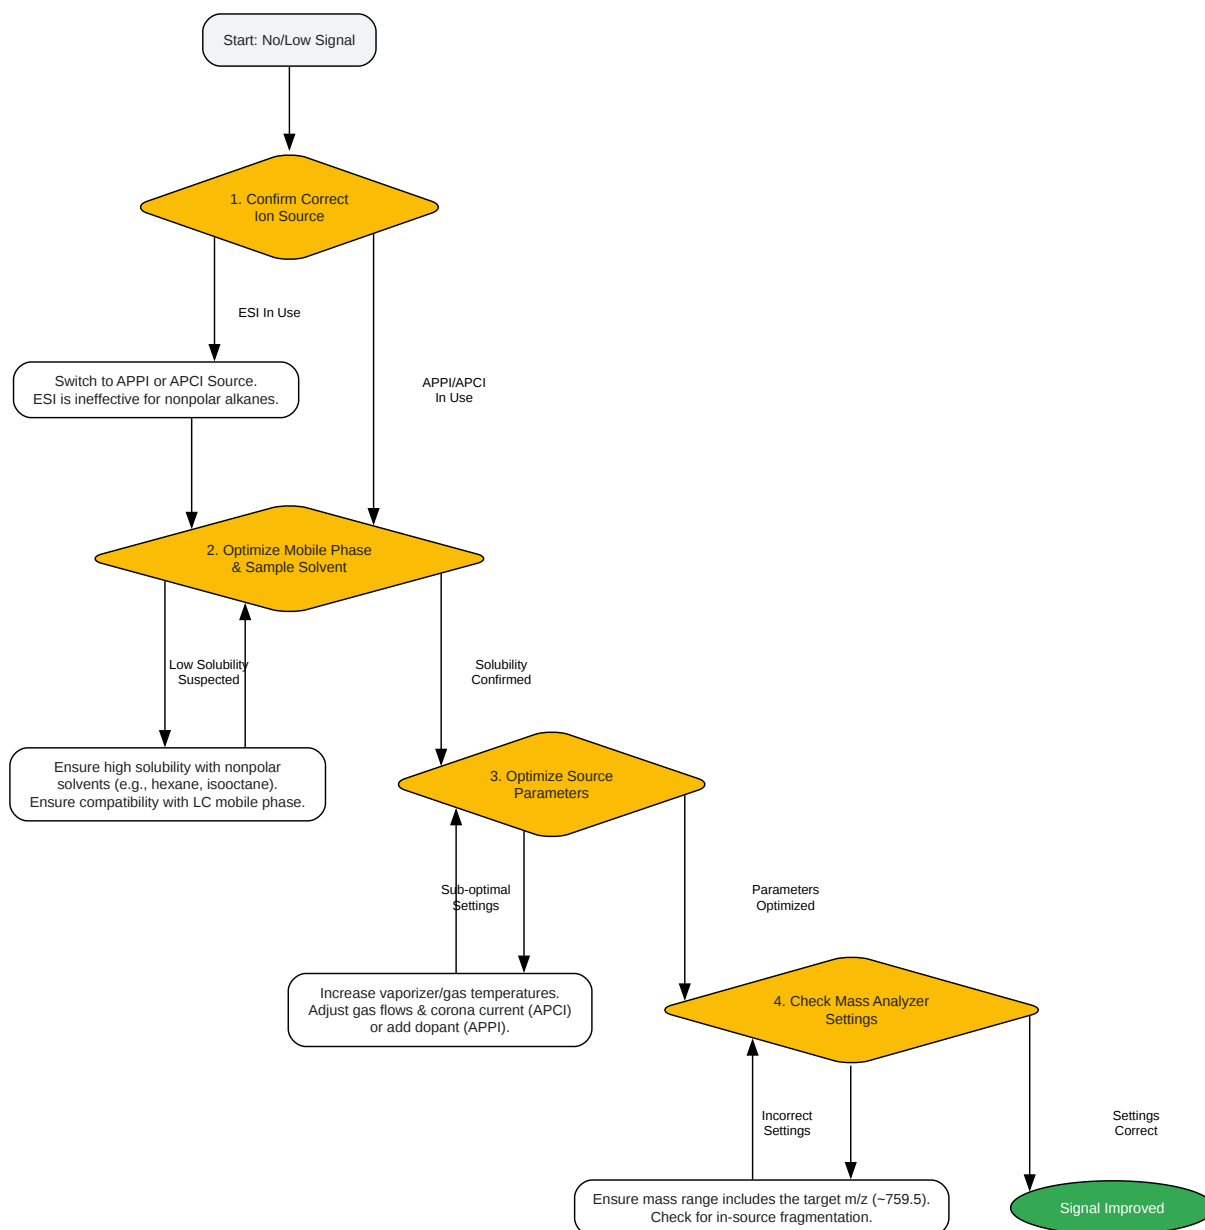 Start: No/Low Signal
1. Confirm Correct
Ion Source
ESI In Use
Switch to APPI or APCI Source.
ESI is ineffective for nonpolar alkanes.
APPI/APCI
In Use
2. Optimize Mobile Phase
& Sample Solvent
Low Solubility
Suspected
Solubility
Confirmed
Ensure high solubility with nonpolar
solvents (e.g., hexane, isooctane).
Ensure compatibility with LC mobile phase.
3. Optimize Source
Parameters
Sub-optimal
Settings
Parameters
Optimized
Increase vaporizer/gas temperatures.
Adjust gas flows & corona current (APCI)
or add dopant (APPI).
4. Check Mass Analyzer
Settings
Incorrect
Settings
Settings
Correct
Ensure mass range includes the target m/z (~759.5).
Check for in-source fragmentation.
Signal Improved